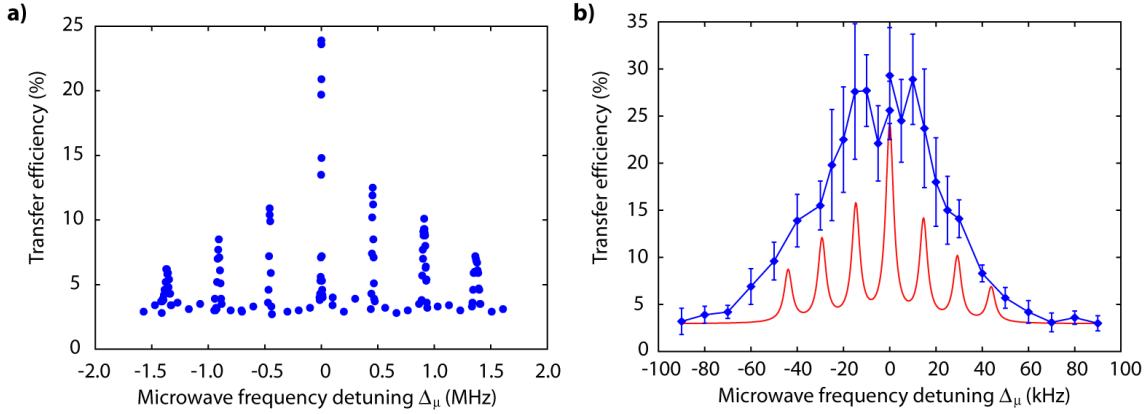 a)
Transfer efficiency (%)
25
20
15
10
5
0
-2.0 -1.5 -1.0 -0.5 0 0.5 1.0 1.5 2.0
Microwave frequency detuning Δμ (MHz)
b)
Transfer efficiency (%)
35
30
25
20
15
10
5
0
-100 -80 -60 -40 -20 0 20 40 60 80 100
Microwave frequency detuning Δμ (kHz)